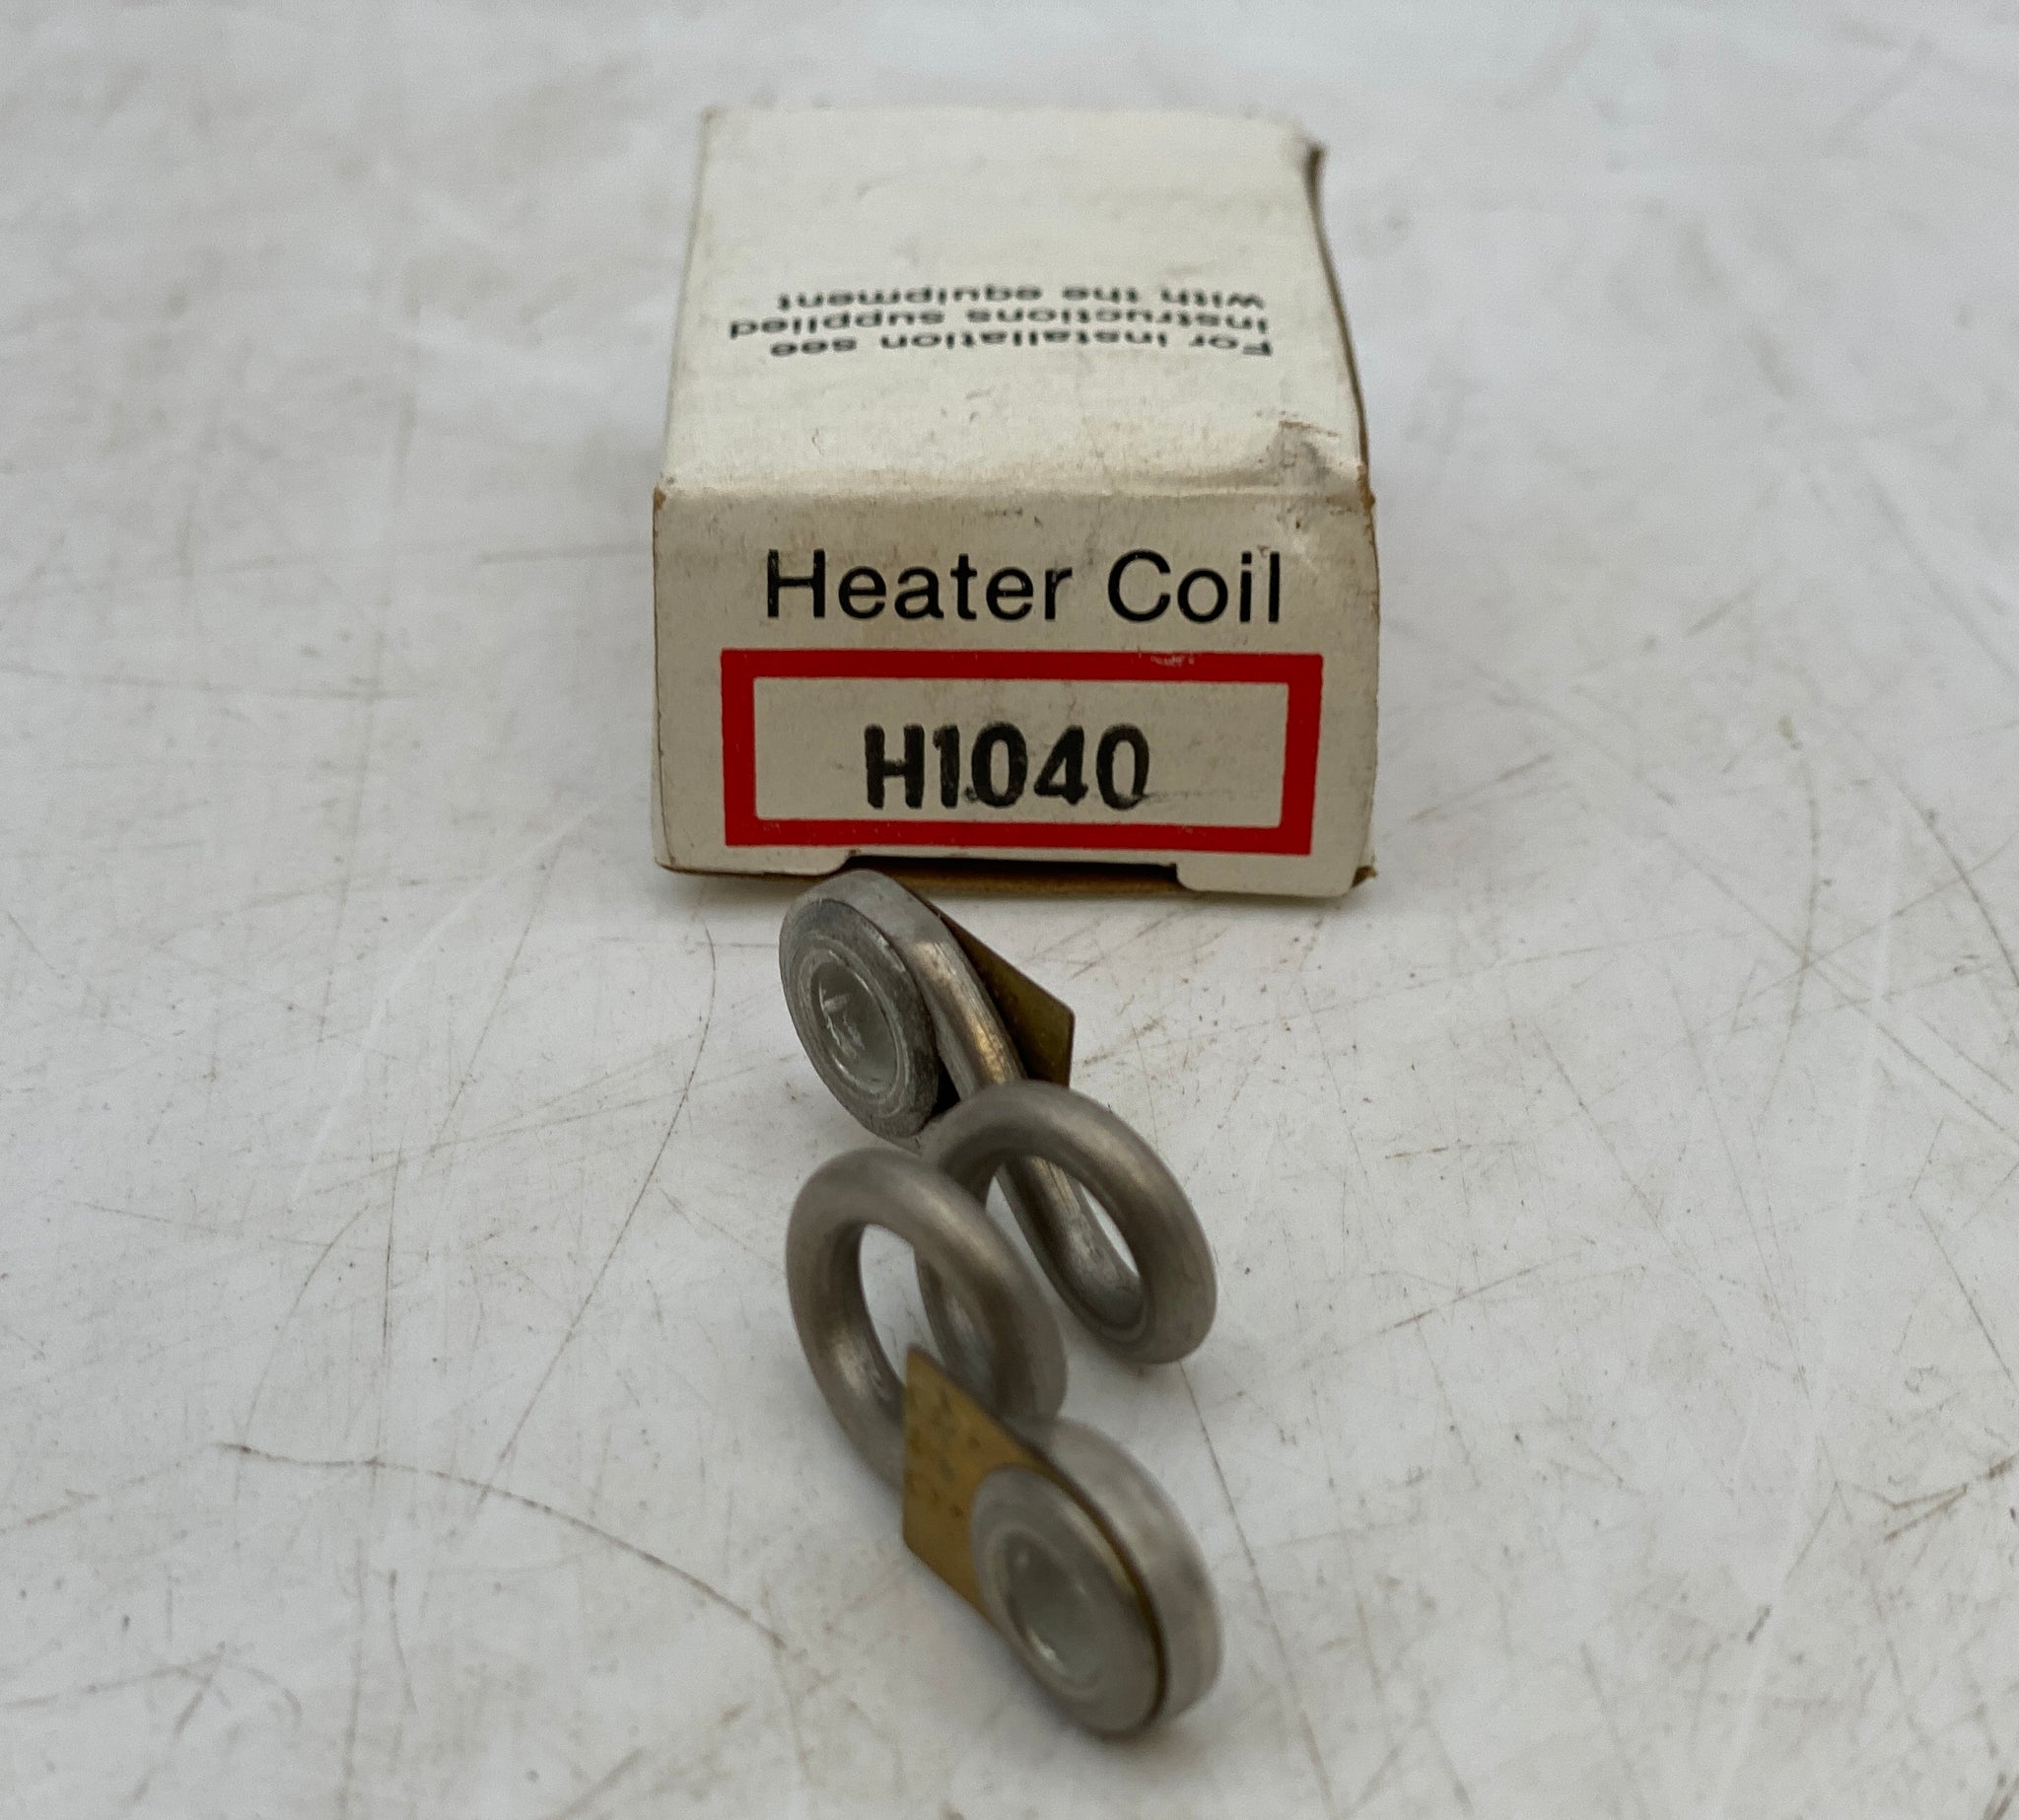 For installation see
instructions supplied
with the equipment
Heater Coil
H1040